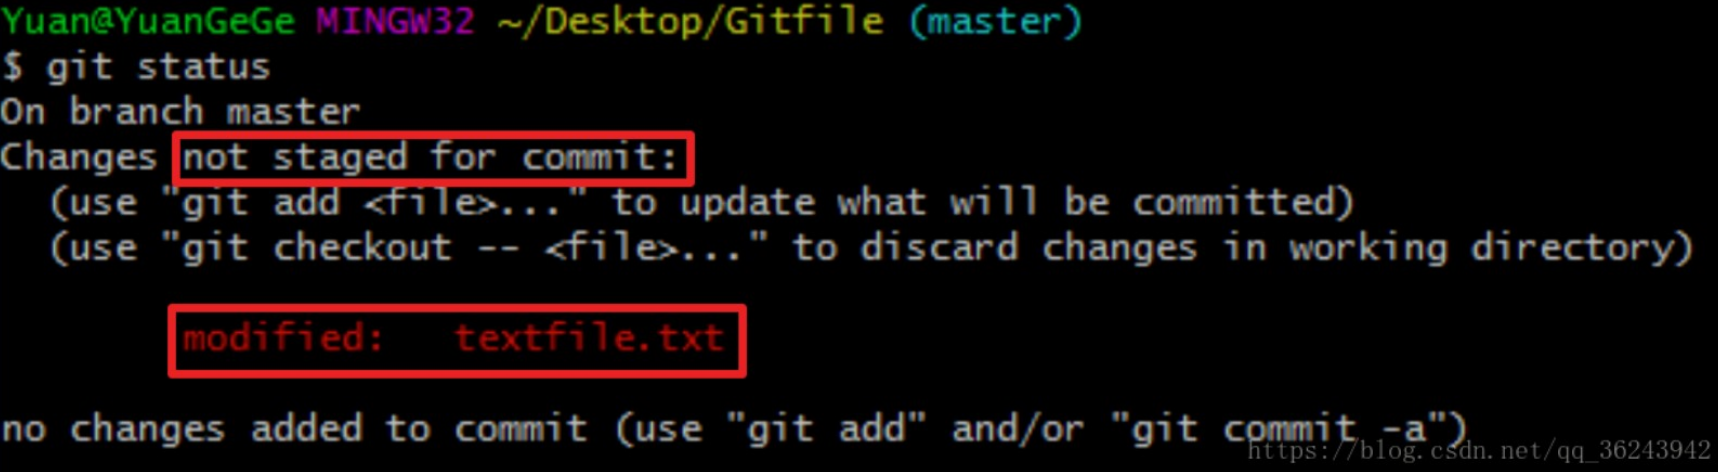 Yuan@YuanGeGe MINGW32 ~/Desktop/Gitfile (master)
$ git status
On branch master
Changes not staged for commit:
  (use "git add <file>..." to update what will be committed)
  (use "git checkout -- <file>..." to discard changes in working directory)
        modified:   textfile.txt
no changes added to commit (use "git add" and/or "git commit -a")
https://blog.csdn.net/qq_36243942